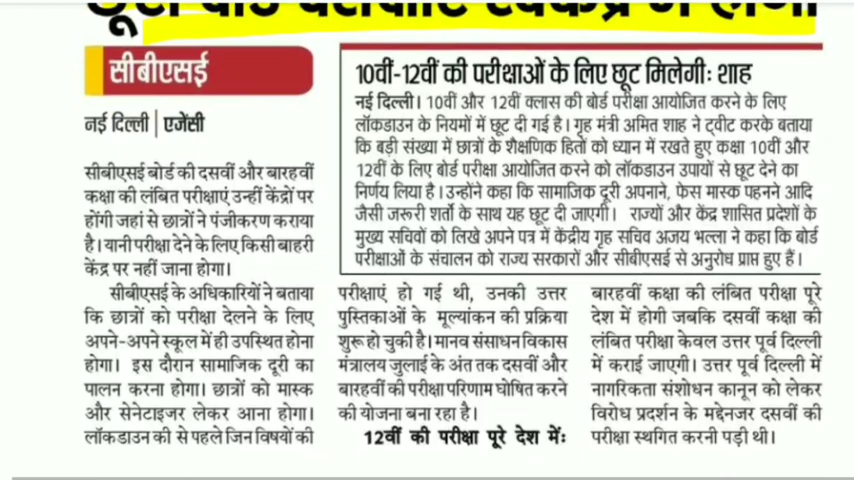 सीबीएसई
नई दिल्ली | एजेंसी
सीबीएसई बोर्ड की दसवीं और बारहवीं
कक्षा की लंबित परीक्षाएं उन्हीं केंद्रों पर
होंगी जहां से छात्रों ने पंजीकरण कराया
है। यानी परीक्षा देने के लिए किसी बाहरी
केंद्र पर नहीं जाना होगा।
सीबीएसई के अधिकारियों ने बताया
कि छात्रों को परीक्षा देलने के लिए
अपने-अपने स्कूल में ही उपस्थित होना
होगा। इस दौरान सामाजिक दूरी का
पालन करना होगा। छात्रों को मास्क
और सेनेटाइजर लेकर आना होगा।
लॉकडाउन की से पहले जिन विषयों की
10वीं-12वीं की परीक्षाओं के लिए छूट मिलेगी: शाह
नई दिल्ली। 10वीं और 12वीं क्लास की बोर्ड परीक्षा आयोजित करने के लिए
लॉकडाउन के नियमों में छूट दी गई है। गृह मंत्री अमित शाह ने ट्वीट करके बताया
कि बड़ी संख्या में छात्रों के शैक्षणिक हितों को ध्यान में रखते हुए कक्षा 10वीं और
12वीं के लिए बोर्ड परीक्षा आयोजित करने को लॉकडाउन उपायों से छूट देने का
निर्णय लिया है। उन्होंने कहा कि सामाजिक दूरी अपनाने, फेस मास्क पहनने आदि
जैसी जरूरी शर्तो के साथ यह छूट दी जाएगी। राज्यों और केंद्र शासित प्रदेशों के
मुख्य सचिवों को लिखे अपने पत्र में केंद्रीय गृह सचिव अजय भल्ला ने कहा कि बोर्ड
परीक्षाओं के संचालन को राज्य सरकारों और सीबीएसई से अनुरोध प्राप्त हुए हैं।
परीक्षाएं हो गई थी, उनकी उत्तर
पुस्तिकाओं के मूल्यांकन की प्रक्रिया
शुरू हो चुकी है। मानव संसाधन विकास
मंत्रालय जुलाई के अंत तक दसवीं और
बारहवीं की परीक्षा परिणाम घोषित करने
की योजना बना रहा है।
12वीं की परीक्षा पूरे देश में:
बारहवीं कक्षा की लंबित परीक्षा पूरे
देश में होगी जबकि दसवीं कक्षा की
लंबित परीक्षा केवल उत्तर पूर्व दिल्ली
में कराई जाएगी। उत्तर पूर्व दिल्ली में
नागरिकता संशोधन कानून को लेकर
विरोध प्रदर्शन के मद्देनजर दसवीं की
परीक्षा स्थगित करनी पड़ी थी।